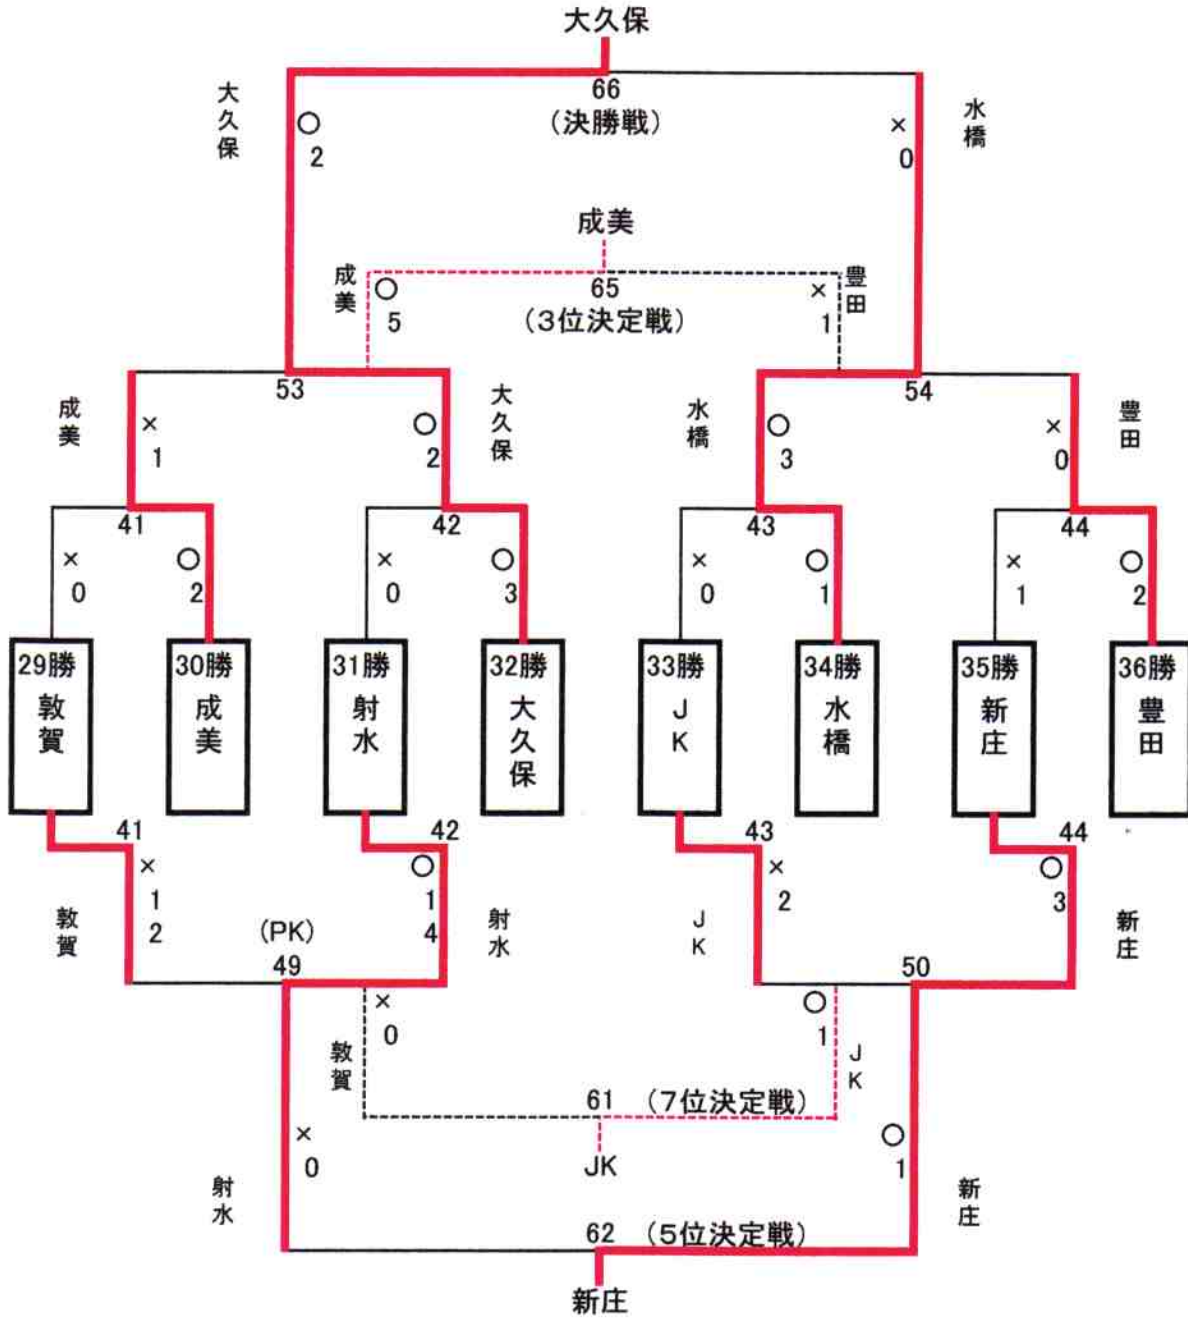 大久保
66
(決勝戦)
大久保
○
2
×
0
水橋
成美
成美
○
5
65
(3位決定戦)
×
1
豊田
53
54
成美
×
1
○
2
大久保
水橋
○
3
×
0
豊田
41
42
43
44
×
0
○
2
×
0
○
3
×
0
○
1
×
1
○
2
29勝
敦賀
30勝
成美
31勝
射水
32勝
大久保
33勝
JK
34勝
水橋
35勝
新庄
36勝
豊田
41
42
43
44
敦賀
×
1
2
(PK)
49
○
1
4
射水
JK
×
2
50
○
3
新庄
×
0
敦賀
○
1
JK
61 (7位決定戦)
JK
×
0
射水
○
1
新庄
62 (5位決定戦)
新庄